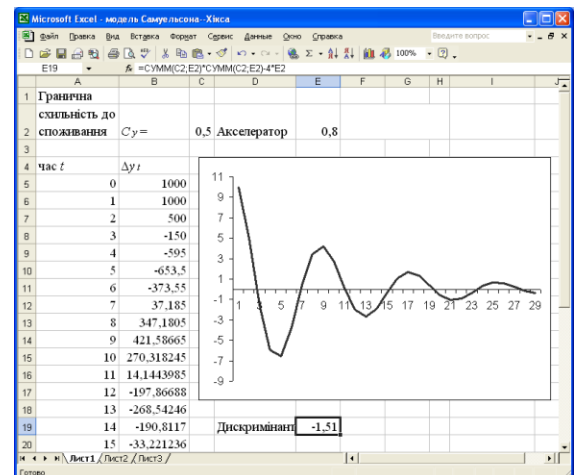 Microsoft Excel - модель Самуельсона--Хікса
Файл Правка Вид Вставка Формат Сервис Данные Окно Справка Введите вопрос
100%
E19 fx =СУММ(C2;E2)*СУММ(C2;E2)-4*E2
A B C D E F G H I J
1 Гранична
схильність до
2 споживання Cy= 0,5 Акселератор 0,8
3
4 час t Δyt
5 0 1000
6 1 1000
7 2 500
8 3 -150
9 4 -595
10 5 -653,5
11 6 -373,55
12 7 37,185
13 8 347,1805
14 9 421,58665
15 10 270,318245
16 11 14,1443985
17 12 -197,86688
18 13 -268,54246
19 14 -190,8117 Дискримінант -1,51
20 15 -33,221236
11
9
7
5
3
1
-1
-3
-5
-7
-9
1 3 5 7 9 11 13 15 17 19 21 23 25 27 29
Лист1 Лист2 Лист3
Готово